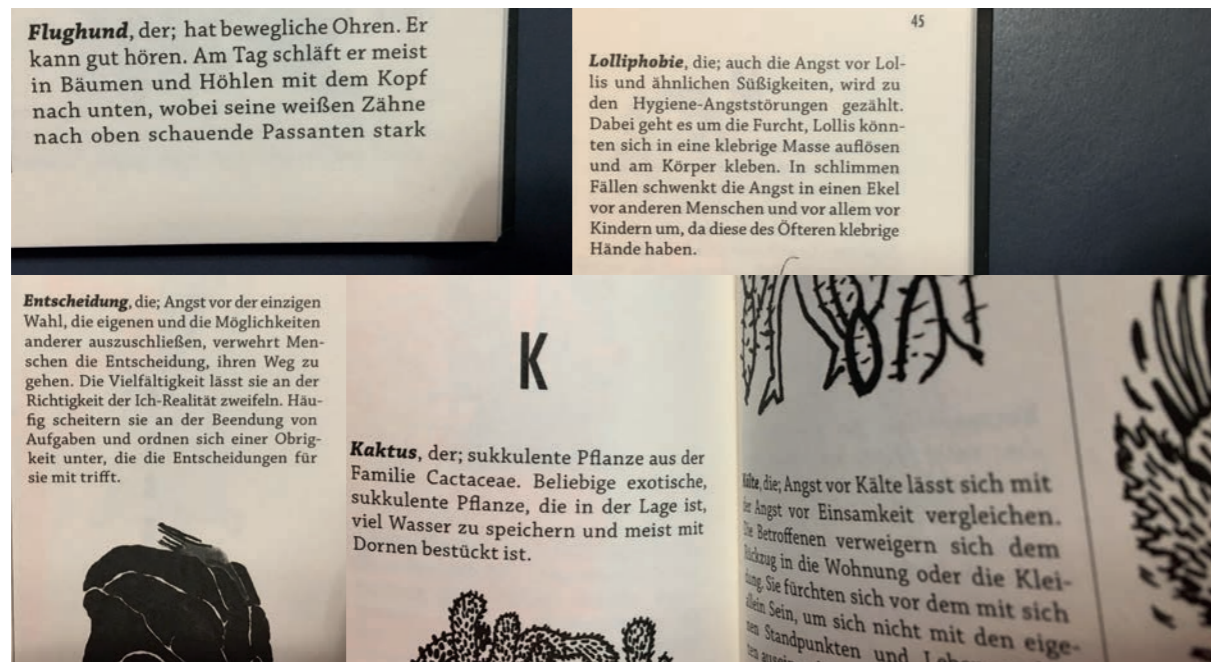 Flughund, der; hat bewegliche Ohren. Er
kann gut hören. Am Tag schläft er meist
in Bäumen und Höhlen mit dem Kopf
nach unten, wobei seine weißen Zähne
nach oben schauende Passanten stark
45
Lolliphobie, die; auch die Angst vor Lol-
lis und ähnlichen Süßigkeiten, wird zu
den Hygiene-Angststörungen gezählt.
Dabei geht es um die Furcht, Lollis könn-
ten sich in eine klebrige Masse auflösen
und am Körper kleben. In schlimmen
Fällen schwenkt die Angst in einen Ekel
vor anderen Menschen und vor allem vor
Kindern um, da diese des Öfteren klebrige
Hände haben.
Entscheidung, die; Angst vor der einzigen
Wahl, die eigenen und die Möglichkeiten
anderer auszuschließen, verwehrt Men-
schen die Entscheidung, ihren Weg zu
gehen. Die Vielfältigkeit lässt sie an der
Richtigkeit der Ich-Realität zweifeln. Häu-
fig scheitern sie an der Beendung von
Aufgaben und ordnen sich einer Obrig-
keit unter, die die Entscheidungen für
sie mit trifft.
K
Kaktus, der; sukkulente Pflanze aus der
Familie Cactaceae. Beliebige exotische,
sukkulente Pflanze, die in der Lage ist,
viel Wasser zu speichern und meist mit
Dornen bestückt ist.
Kälte, die; Angst vor Kälte lässt sich mit
der Angst vor Einsamkeit vergleichen.
Die Betroffenen verweigern sich dem
Rückzug in die Wohnung oder die Klei-
dung. Sie fürchten sich vor dem mit sich
allein Sein, um sich nicht mit den eige-
nen Standpunkten und